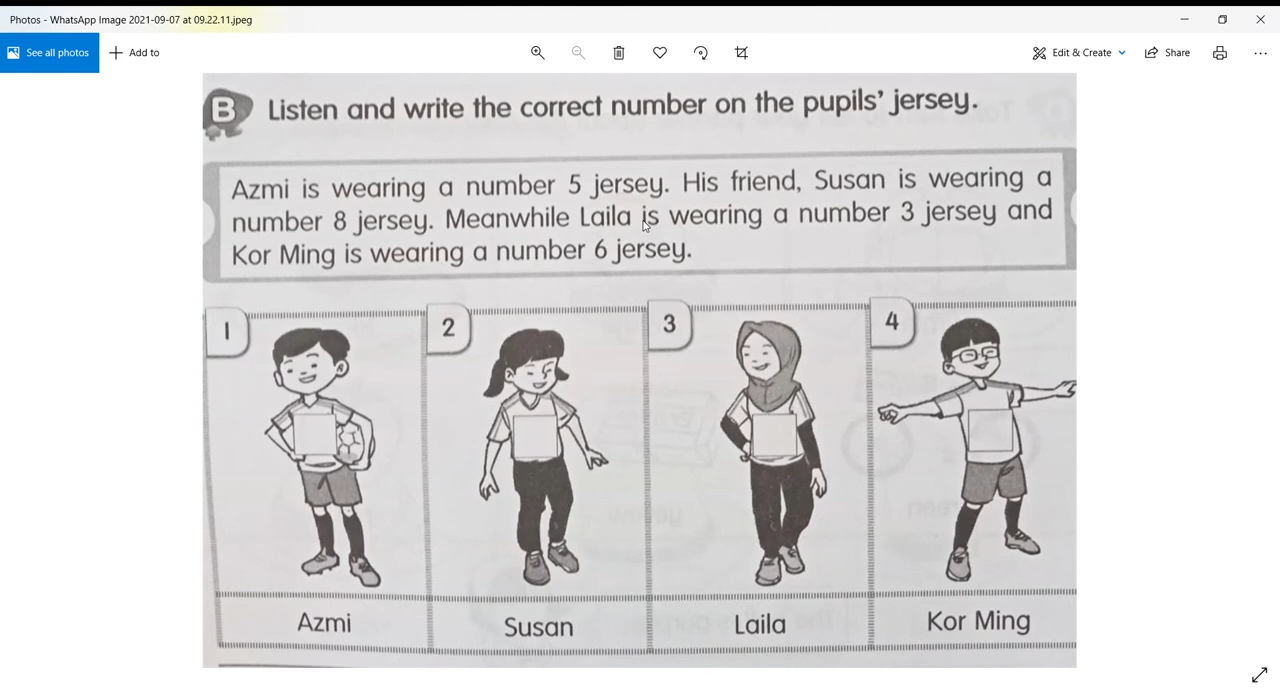 Photos - WhatsApp Image 2021-09-07 at 09.22.11.jpeg
See all photos
Add to
Edit & Create
Share
B Listen and write the correct number on the pupils' jersey.
Azmi is wearing a number 5 jersey. His friend, Susan is wearing a
number 8 jersey. Meanwhile Laila is wearing a number 3 jersey and
Kor Ming is wearing a number 6 jersey.
1
2
3
4
Azmi
Susan
Laila
Kor Ming